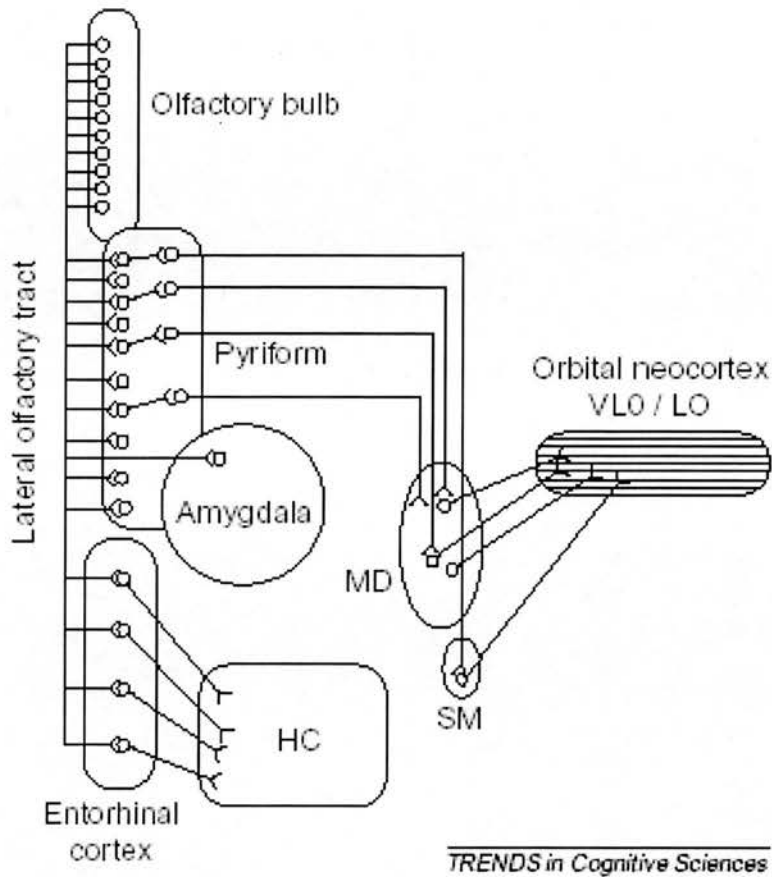 Olfactory bulb
Lateral olfactory tract
Pyriform
Orbital neocortex
VL0 / LO
Amygdala
MD
SM
HC
Entorhinal
cortex
TRENDS in Cognitive Sciences